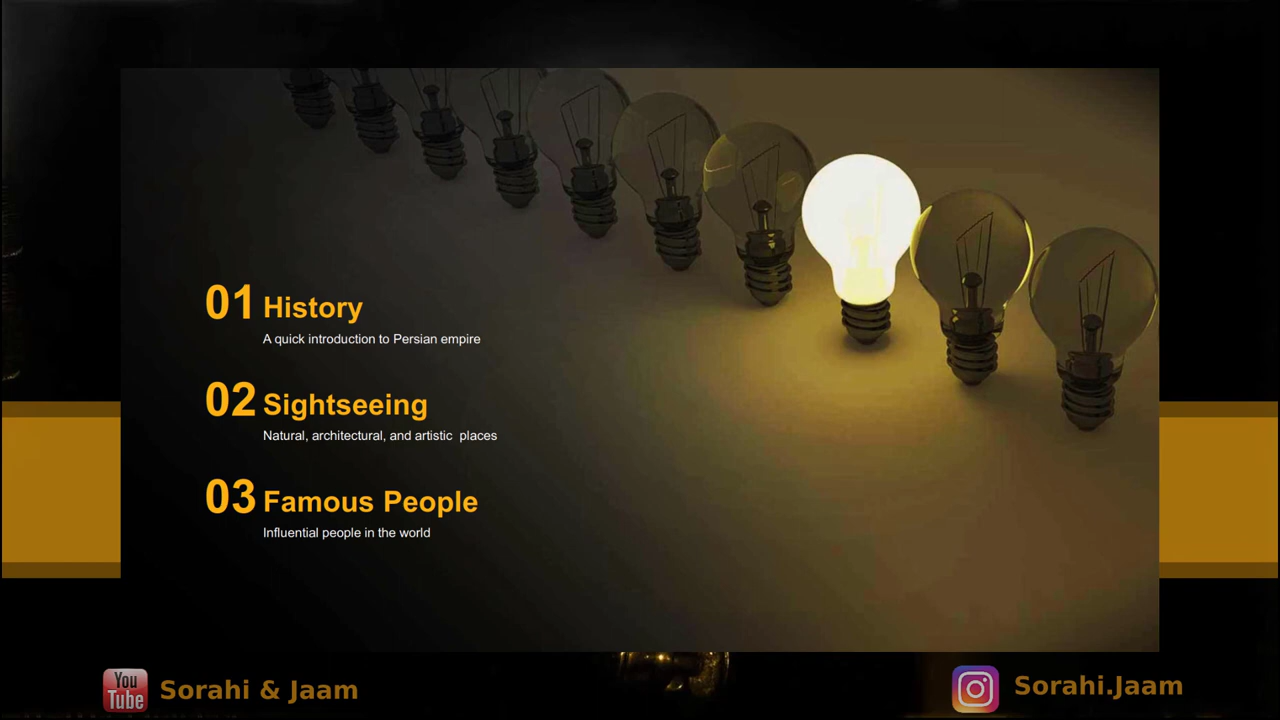 01 History
A quick introduction to Persian empire
02 Sightseeing
Natural, architectural, and artistic  places
03 Famous People
Influential people in the world
You
Tube
Sorahi & Jaam
Sorahi.Jaam